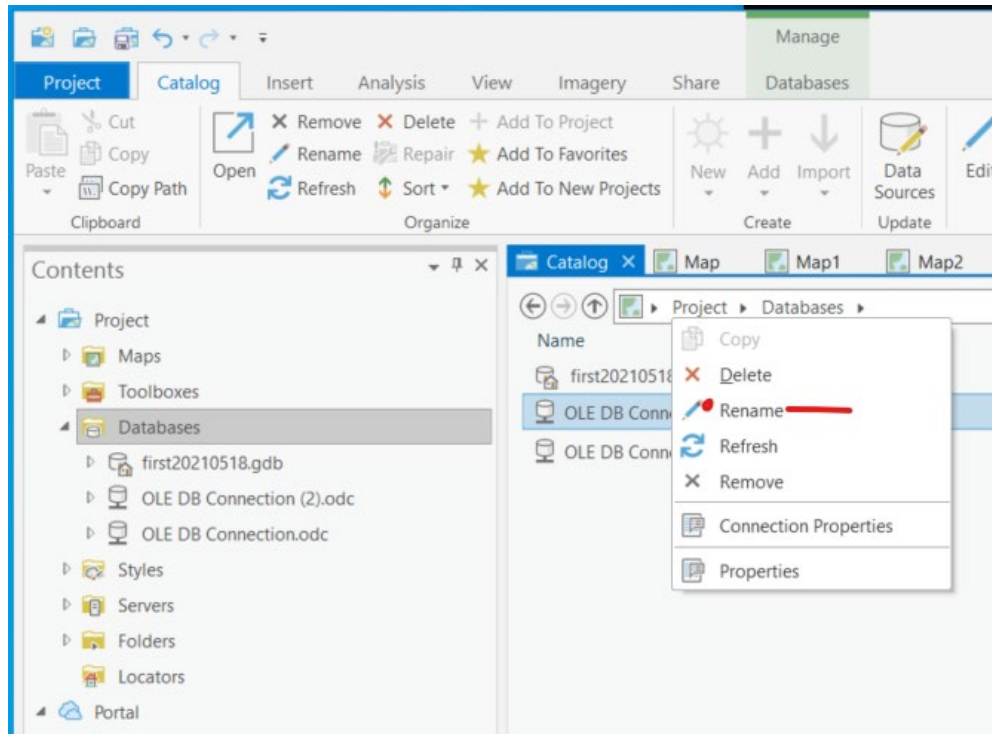 Manage
Project Catalog Insert Analysis View Imagery Share Databases
Cut Remove Delete Add To Project
Copy Rename Repair Add To Favorites
Paste Open New Add Import Data Edit
Copy Path Refresh Sort Add To New Projects Sources
Clipboard Organize Create Update
Contents
Catalog Map Map1 Map2
Project Databases
Name
Project
Maps
Toolboxes
Databases
first20210518.gdb
OLE DB Connection (2).odc
OLE DB Connection.odc
Styles
Servers
Folders
Locators
Portal
first20210518
OLE DB Conn
OLE DB Conn
Copy
Delete
Rename
Refresh
Remove
Connection Properties
Properties